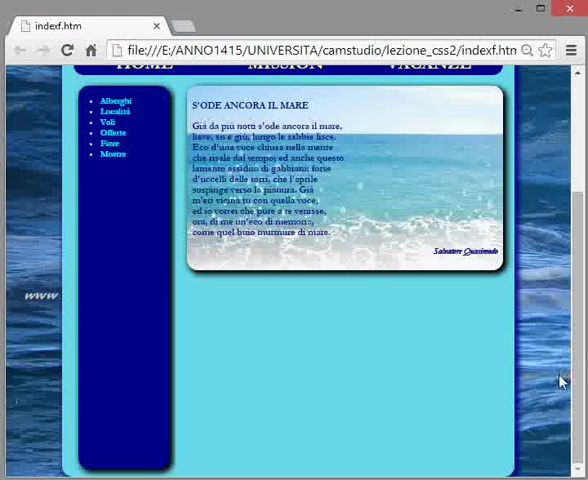 indexf.htm
file:///E:/ANNO1415/UNIVERSITA/camstudio/lezione_css2/indexf.htm
HOME MISSION VACANZE
Alberghi
Località
Voli
Offerte
Fiere
Mostre
S'ODE ANCORA IL MARE
Già da più notti s'ode ancora il mare,
lieve, su e giù, lungo le sabbie lisce.
Eco d'una voce chiusa nella mente
che risale dal tempo; ed anche questo
lamento assiduo di gabbiani; forse
d'uccelli delle torri, che l'aprile
sospinge verso la pianura. Già
m'eri vicina tu con quella voce;
ed io vorrei che pure a te venisse,
ora, di me un'eco di memoria,
come quel buio murmure di mare.
Salvatore Quasimodo
www